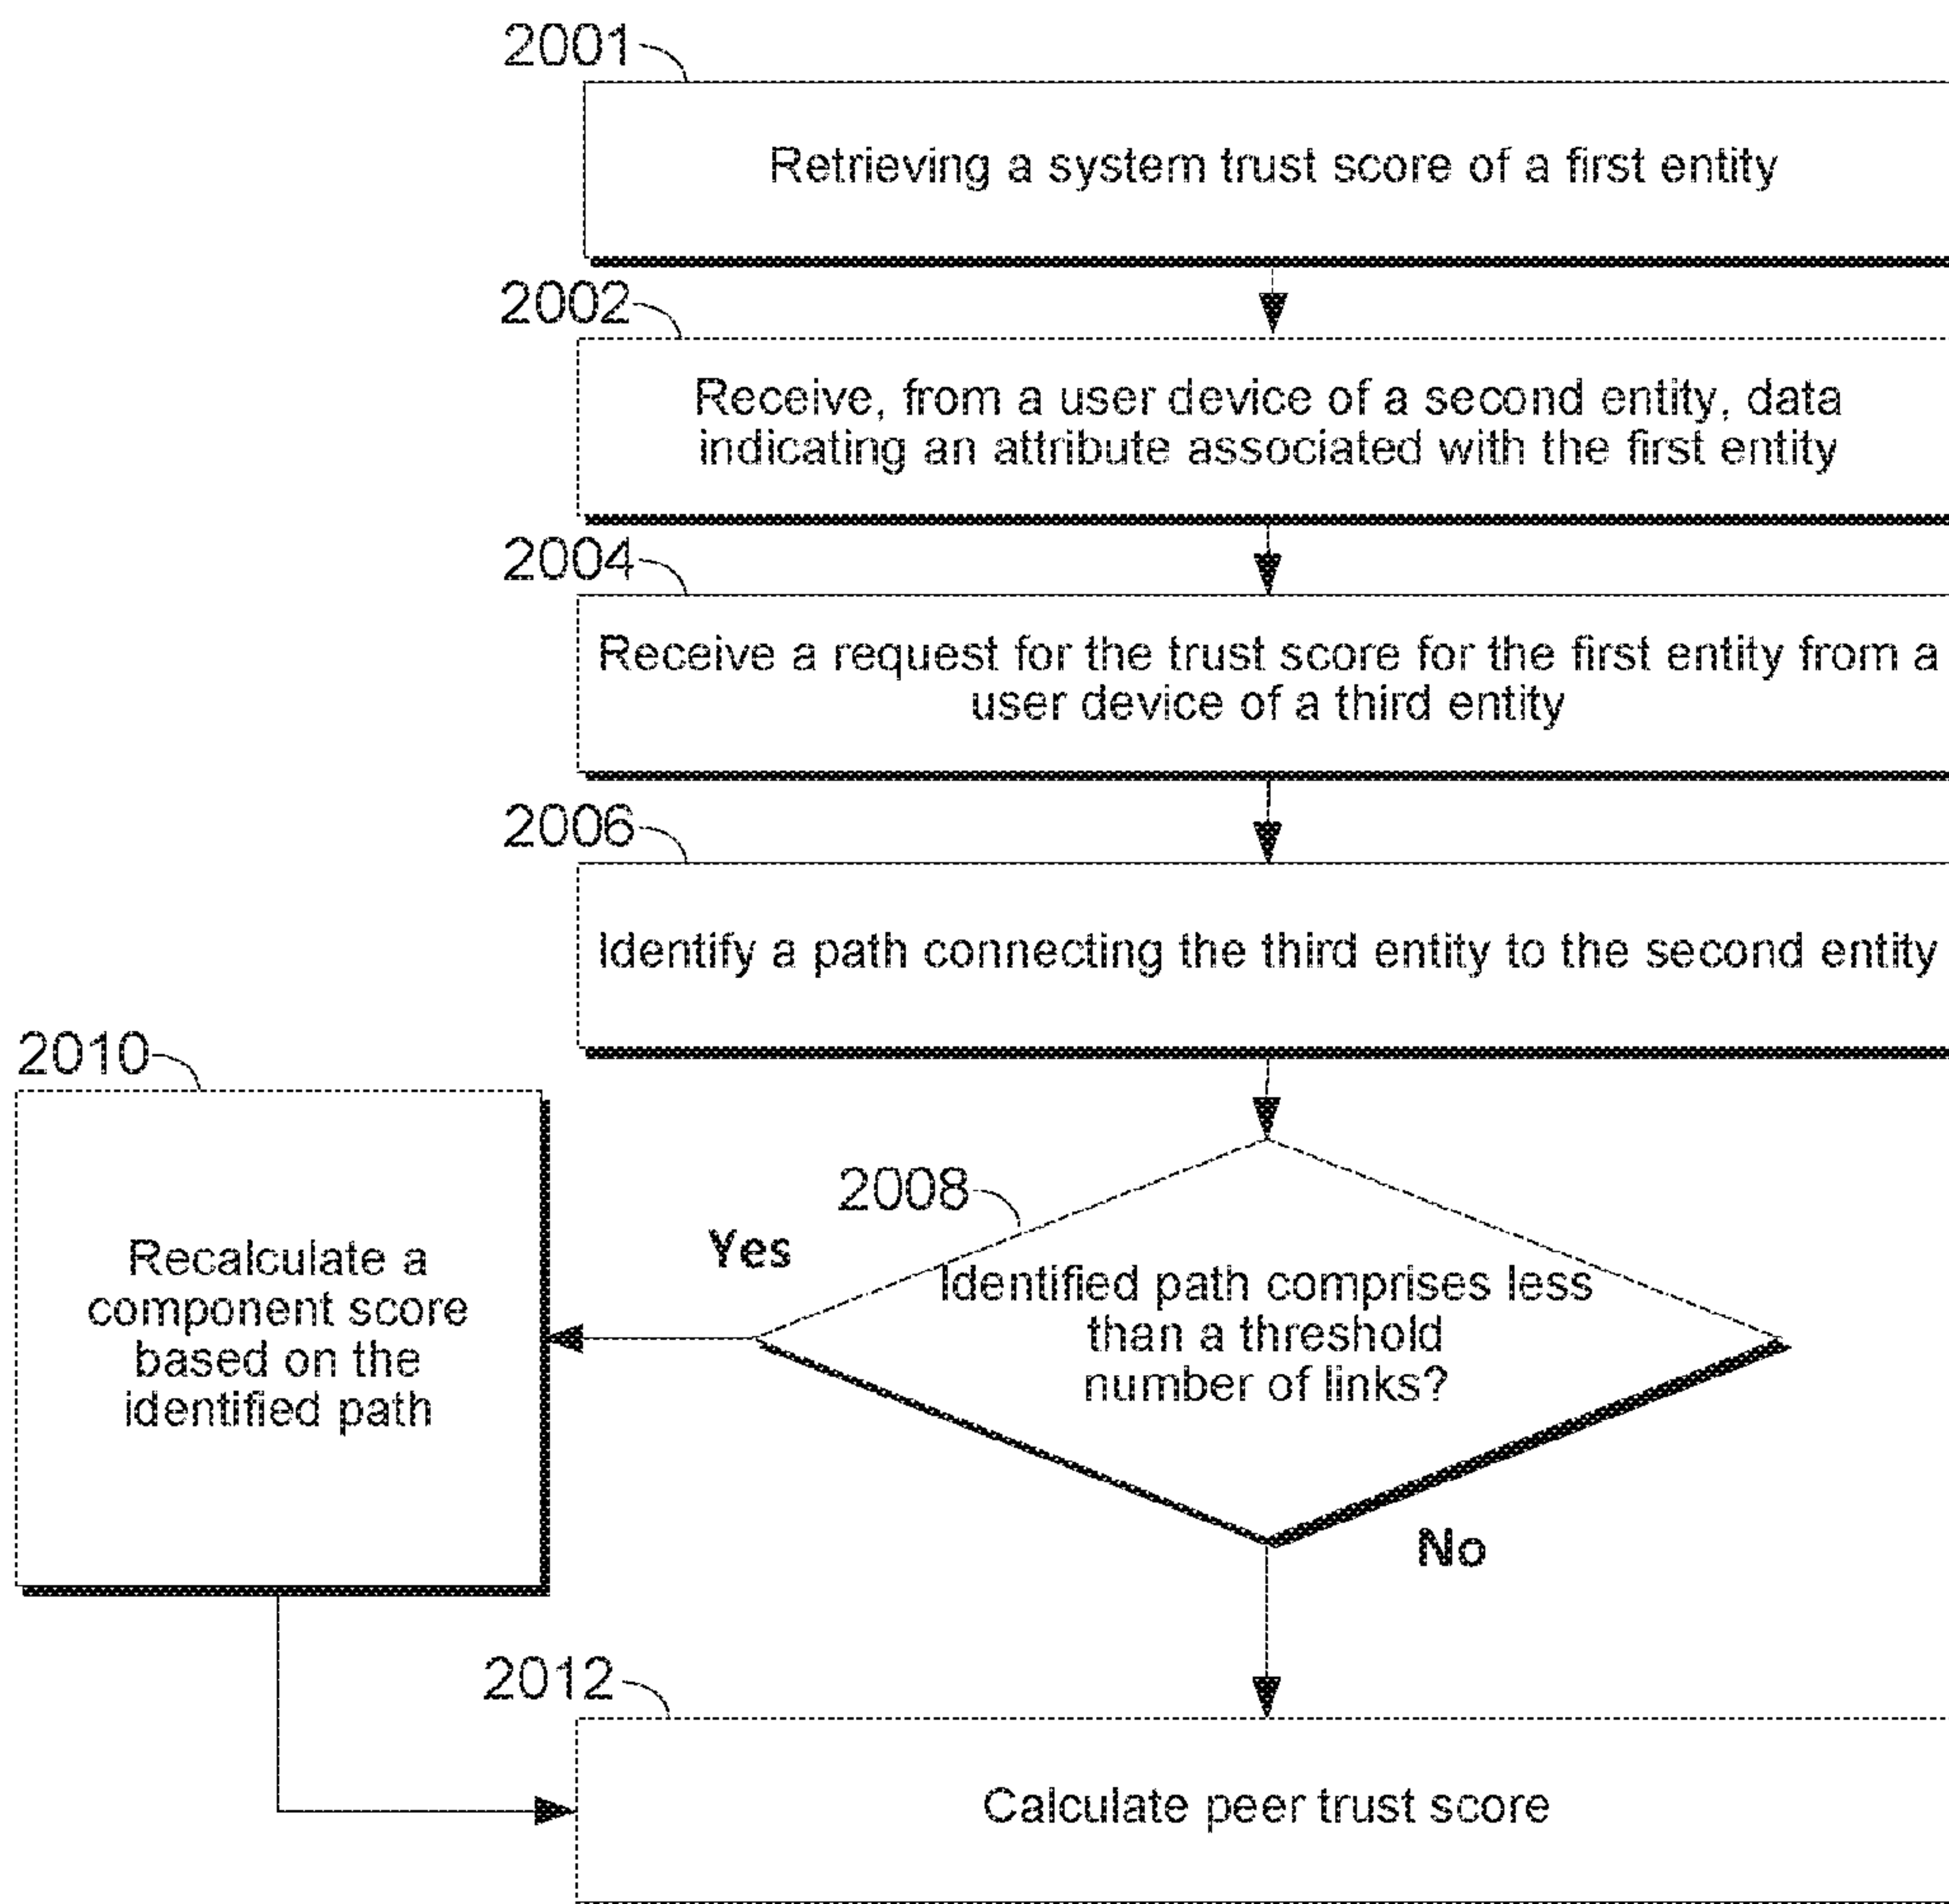 2001
Retrieving a system trust score of a first entity
2002
Receive, from a user device of a second entity, data
indicating an attribute associated with the first entity
2004
Receive a request for the trust score for the first entity from a
user device of a third entity
2006
Identify a path connecting the third entity to the second entity
2008
Identified path comprises less
than a threshold
number of links?
Yes
2010
Recalculate a
component score
based on the
identified path
No
2012
Calculate peer trust score